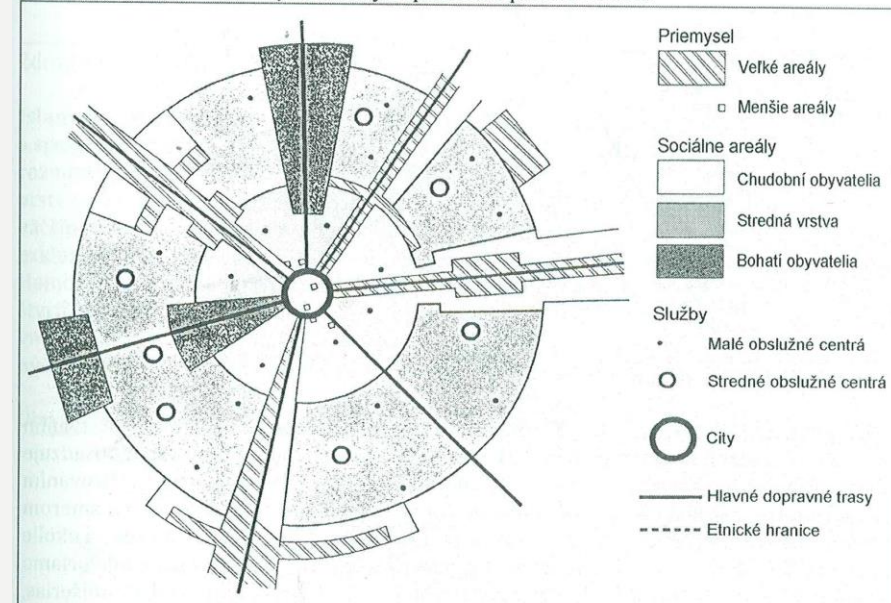 Priemysel
Veľké areály
Menšie areály
Sociálne areály
Chudobní obyvatelia
Stredná vrstva
Bohatí obyvatelia
Služby
Malé obslužné centrá
Stredné obslužné centrá
City
Hlavné dopravné trasy
Etnické hranice